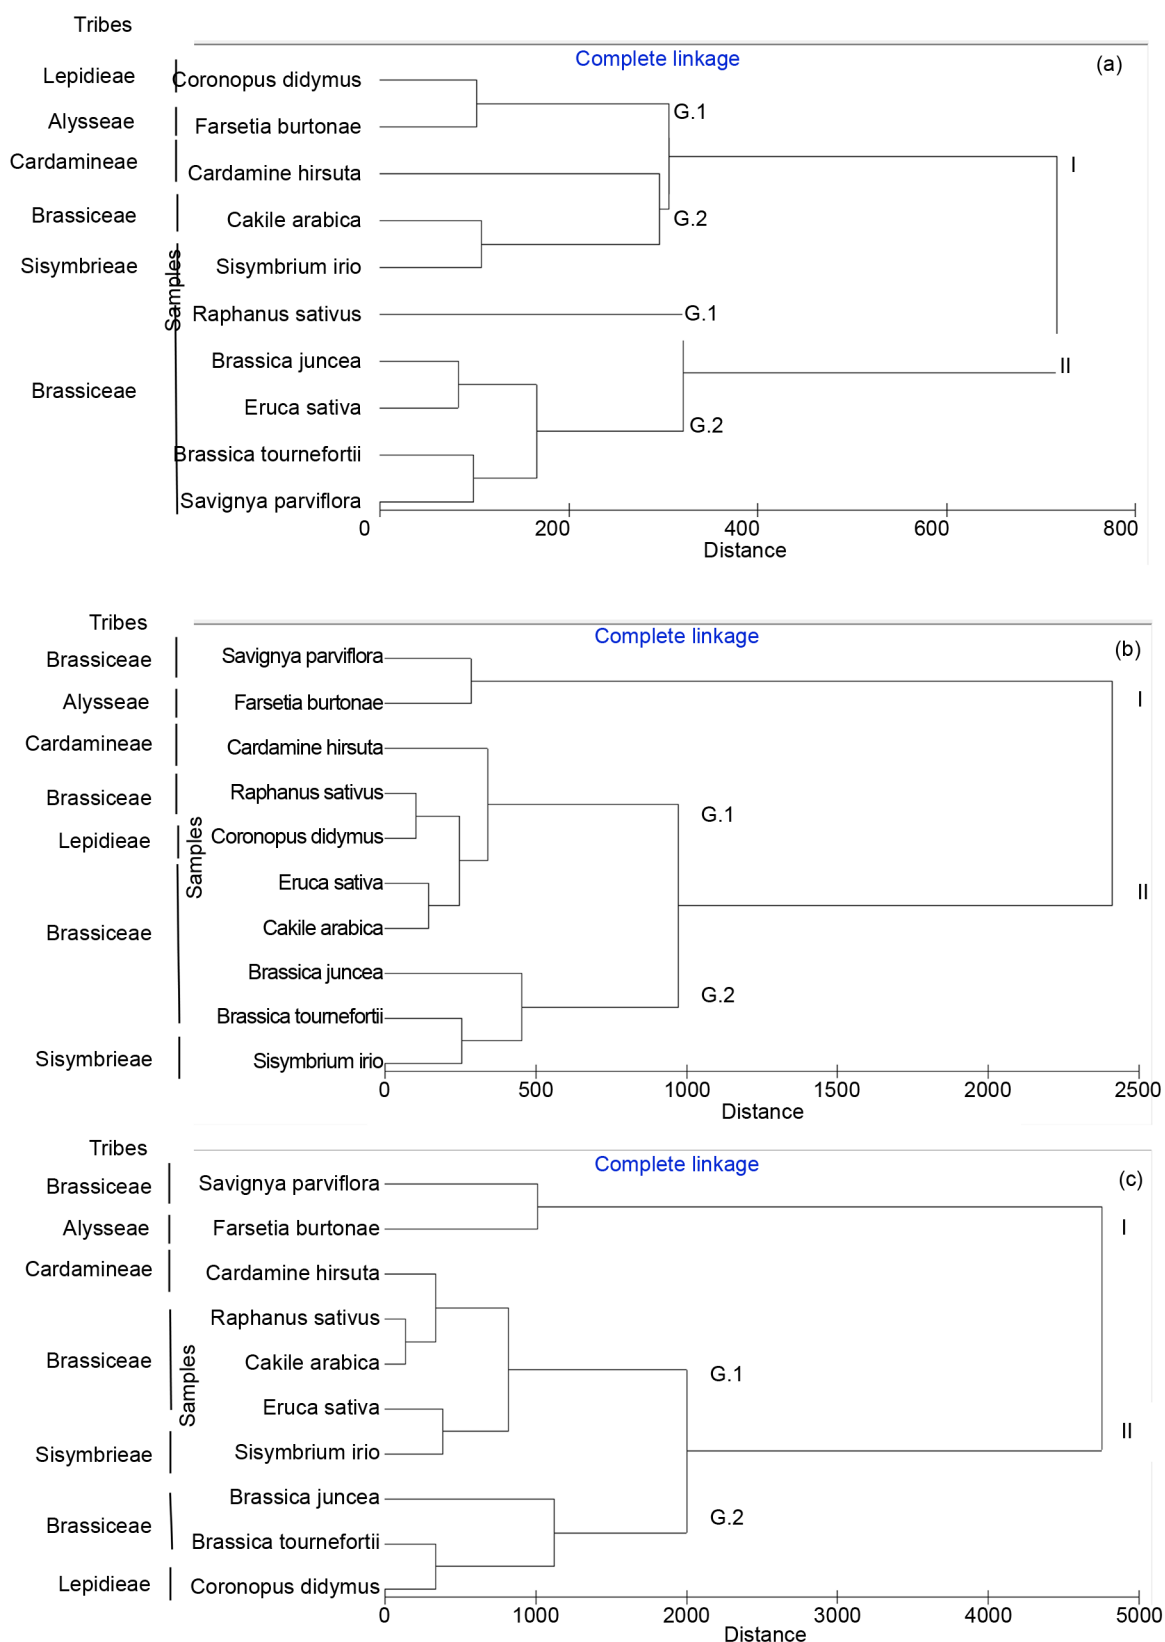 Tribes
Complete linkage
(a)
Lepidieae Coronopus didymus
G.1
Alysseae Farsetia burtonae
Cardamineae Cardamine hirsuta
I
Brassiceae Cakile arabica
G.2
Sisymbrieae Sisymbrium irio
Samples
Raphanus sativus G.1
Brassica juncea
II
Brassiceae
Eruca sativa
G.2
Brassica tournefortii
Savignya parviflora
0 200 400 600 800
Distance
Tribes
Complete linkage
(b)
Brassiceae Savignya parviflora
Alysseae Farsetia burtonae
I
Cardamineae Cardamine hirsuta
Brassiceae Raphanus sativus
G.1
Lepidieae Coronopus didymus
Samples
Eruca sativa
II
Brassiceae Cakile arabica
Brassica juncea
G.2
Brassica tournefortii
Sisymbrieae Sisymbrium irio
0 500 1000 1500 2000 2500
Distance
Tribes
Complete linkage
(c)
Brassiceae Savignya parviflora
Alysseae Farsetia burtonae
I
Cardamineae Cardamine hirsuta
Raphanus sativus
Brassiceae Cakile arabica
G.1
Samples
Eruca sativa
II
Sisymbrieae Sisymbrium irio
Brassica juncea
G.2
Brassiceae
Brassica tournefortii
Lepidieae Coronopus didymus
0 1000 2000 3000 4000 5000
Distance